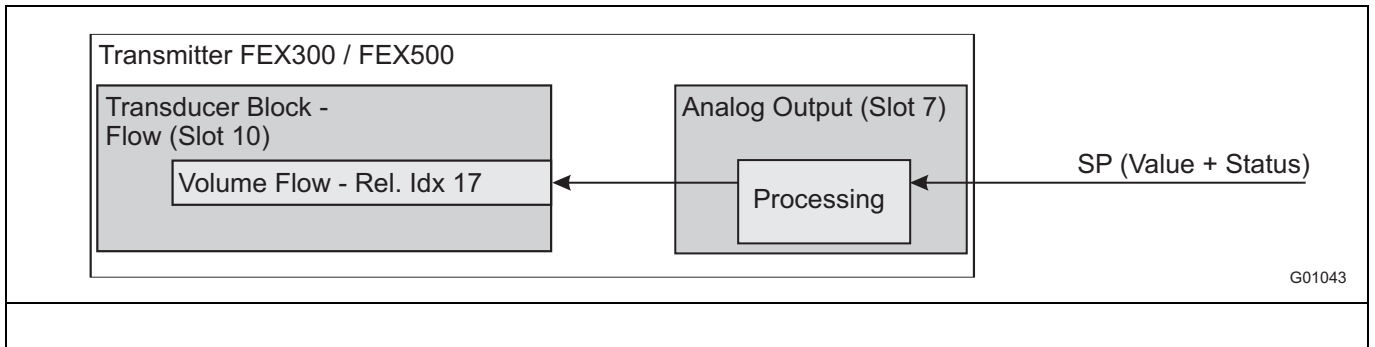 Transmitter FEX300 / FEX500
Transducer Block -
Flow (Slot 10)
Volume Flow - Rel. Idx 17
Analog Output (Slot 7)
Processing
SP (Value + Status)
G01043